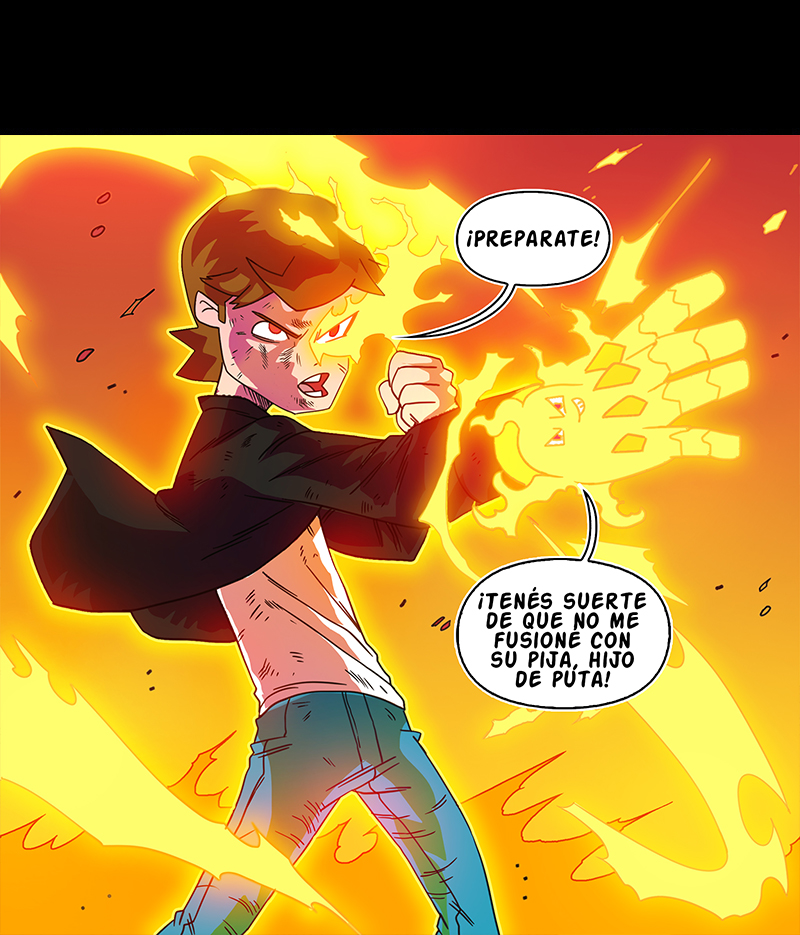 ¡PREPARATE!
¡TENÉS SUERTE
DE QUE NO ME
FUSIONÉ CON
SU PIJA, HIJO
DE PUTA!